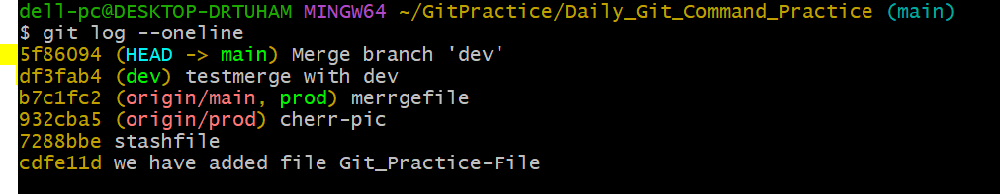 dell-pc@DESKTOP-DRTUHAM MINGW64 ~/GitPractice/Daily_Git_Command_Practice (main)
$ git log --oneline
5f86094 (HEAD -> main) Merge branch 'dev'
df3fab4 (dev) testmerge with dev
b7c1fc2 (origin/main, prod) merrgefile
932cba5 (origin/prod) cherr-pic
7288bbe stashfile
cdfe11d we have added file Git_Practice-File